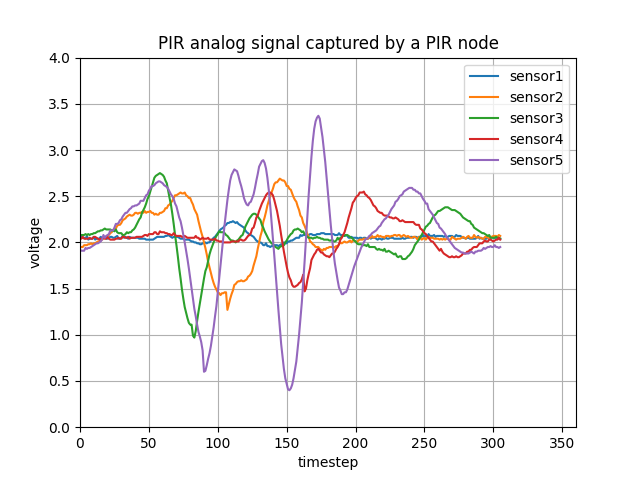 PIR analog signal captured by a PIR node
4.0
3.5
3.0
2.5
2.0
1.5
1.0
0.5
0.0
voltage
sensor1
sensor2
sensor3
sensor4
sensor5
0 50 100 150 200 250 300 350
timestep